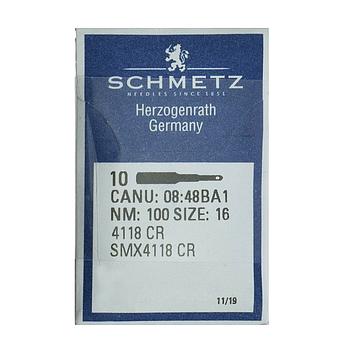 SCHMETZ
NEEDLES SINCE 1851
Herzogenrath
Germany
10
CANU: 08:48BA1
NM: 100 SIZE: 16
4118 CR
SMX4118 CR
11/19